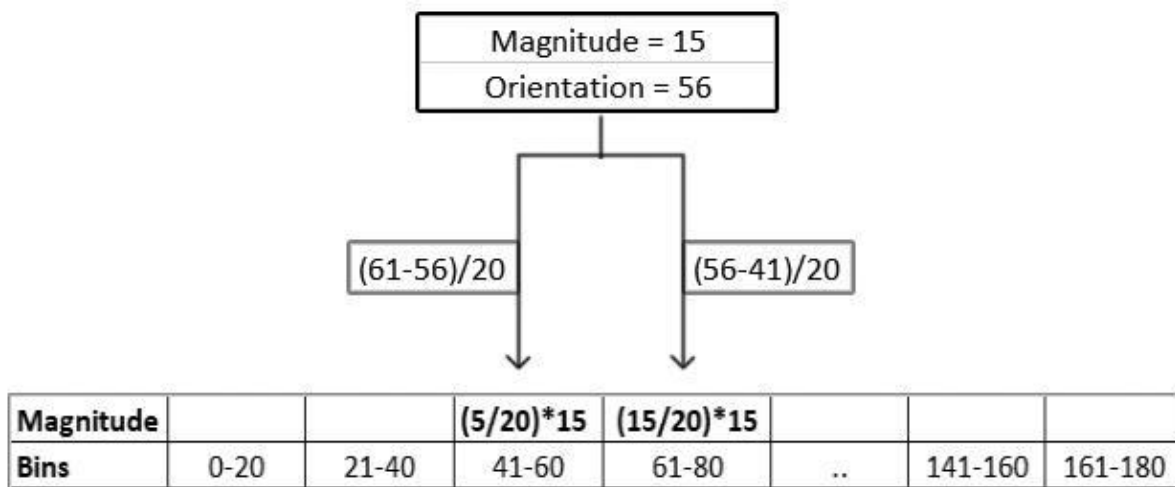 Magnitude = 15
Orientation = 56
(61-56)/20 (56-41)/20
Magnitude (5/20)*15 (15/20)*15
Bins 0-20 21-40 41-60 61-80 .. 141-160 161-180